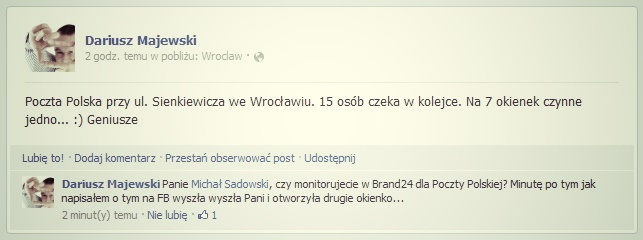 Dariusz Majewski
2 godz. temu w pobliżu: Wrocław ·
Poczta Polska przy ul. Sienkiewicza we Wrocławiu. 15 osób czeka w kolejce. Na 7 okienek czynne
jedno... :) Geniusze
Lubię to! · Dodaj komentarz · Przestań obserwować post · Udostępnij
Dariusz Majewski Panie Michał Sadowski, czy monitorujecie w Brand24 dla Poczty Polskiej? Minutę po tym jak
napisałem o tym na FB wyszła wyszła Pani i otworzyła drugie okienko...
2 minut(y) temu · Nie lubię · 1